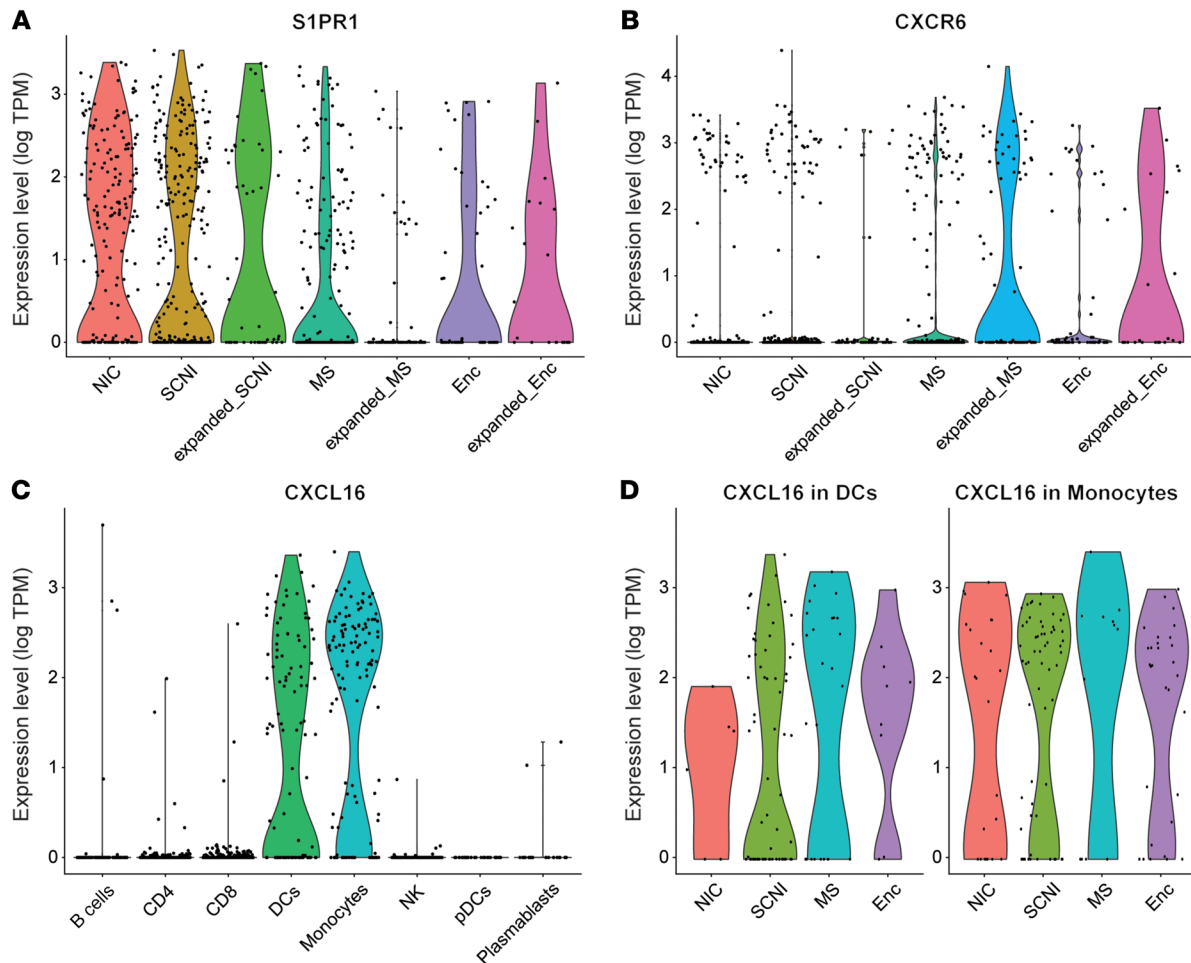 A
S1PR1
Expression level (log TPM)
3
2
1
0
NIC
SCNI
expanded_SCNI
MS
expanded_MS
Enc
expanded_Enc
B
CXCR6
Expression level (log TPM)
4
3
2
1
0
NIC
SCNI
expanded_SCNI
MS
expanded_MS
Enc
expanded_Enc
C
CXCL16
Expression level (log TPM)
3
2
1
0
B cells
CD4
CD8
DCs
Monocytes
NK
pDCs
Plasmablasts
D
CXCL16 in DCs
Expression level (log TPM)
3
2
1
0
NIC
SCNI
MS
Enc
CXCL16 in Monocytes
3
2
1
0
NIC
SCNI
MS
Enc